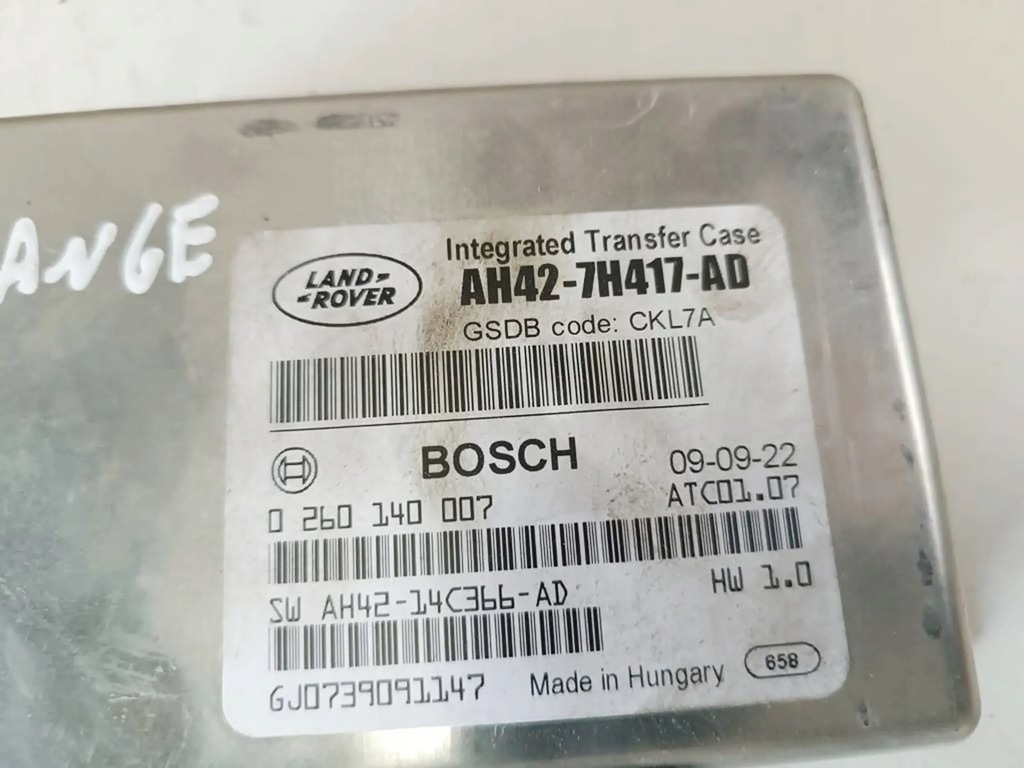 ANGE
LAND-
-ROVER
Integrated Transfer Case
AH42-7H417-AD
GSDB code: CKL7A
BOSCH
09-09-22
0 260 140 007
ATC01.07
SW AH42-14C366-AD
HW 1.0
GJ0739091147
Made in Hungary
658